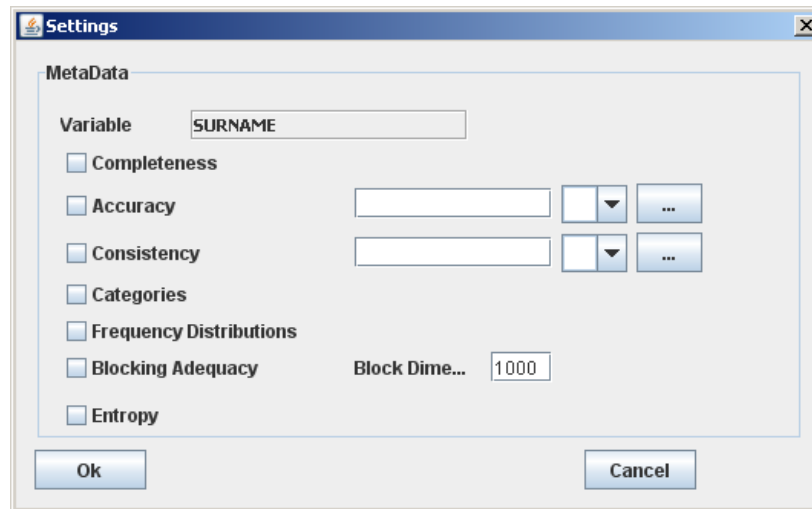 Settings
MetaData
Variable SURNAME
Completeness
Accuracy ...
Consistency ...
Categories
Frequency Distributions
Blocking Adequacy Block Dime... 1000
Entropy
Ok Cancel